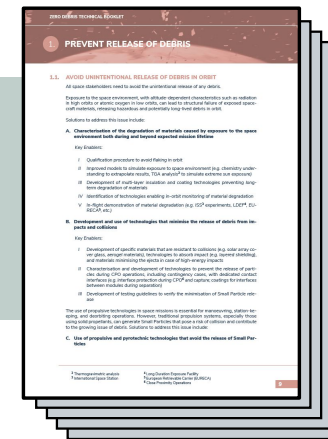 ZERO DEBRIS TECHNICAL BOOKLET
1. PREVENT RELEASE OF DEBRIS
1.1. AVOID UNINTENTIONAL RELEASE OF DEBRIS IN ORBIT
All space stakeholders need to avoid the unintentional release of any debris.
Exposure to the space environment, with altitude-dependent characteristics such as radiation
in high orbits or atomic oxygen in low orbits, can lead to structural failure of exposed space-
craft materials, releasing hazardous and potentially long-lived debris in orbit.
Solutions to address this issue include:
A. Characterisation of the degradation of materials caused by exposure to the space
environment both during and beyond expected mission lifetime
Key Enablers:
I Qualification procedure to avoid flaking in orbit
II Improved models to simulate exposure to space environment (e.g. chemistry under-
standing to extrapolate results, TGA analysis² to simulate extreme sun exposure)
III Development of multi-layer insulation and coating technologies preventing long-
term degradation of materials
IV Identification of technologies enabling in-orbit monitoring of material degradation
V In-flight demonstration of material degradation (e.g. ISS³ experiments, LDEF⁴, EU-
RECA⁵, etc.)
B. Development and use of technologies that minimise the release of debris from im-
pacts and collisions
Key Enablers:
I Development of specific materials that are resistant to collisions (e.g. solar array co-
ver glass, aerogel materials), technologies to absorb impact (e.g. layered shielding),
and materials minimising the ejecta in case of high-energy impacts
II Characterisation and development of technologies to prevent the release of parti-
cles during CPO operations, including contingency cases, with dedicated contact
interfaces (e.g. interface protection during CPO⁶ and capture, coatings for interfaces
between modules during separation)
III Development of testing guidelines to verify the minimisation of Small Particle rele-
ase
The use of propulsive technologies in space missions is essential for manoeuvring, station-ke-
eping, and deorbiting operations. However, traditional propulsion systems, especially those
using solid propellants, can generate Small Particles that pose a risk of collision and contribute
to the growing issue of debris. Solutions to address this issue include:
C. Use of propulsive and pyrotechnic technologies that avoid the release of Small Par-
ticles
² Thermogravimetric analysis
³ International Space Station
⁴ Long Duration Exposure Facility
⁵ European Retrievable Carrier (EURECA)
⁶ Close Proximity Operations
9